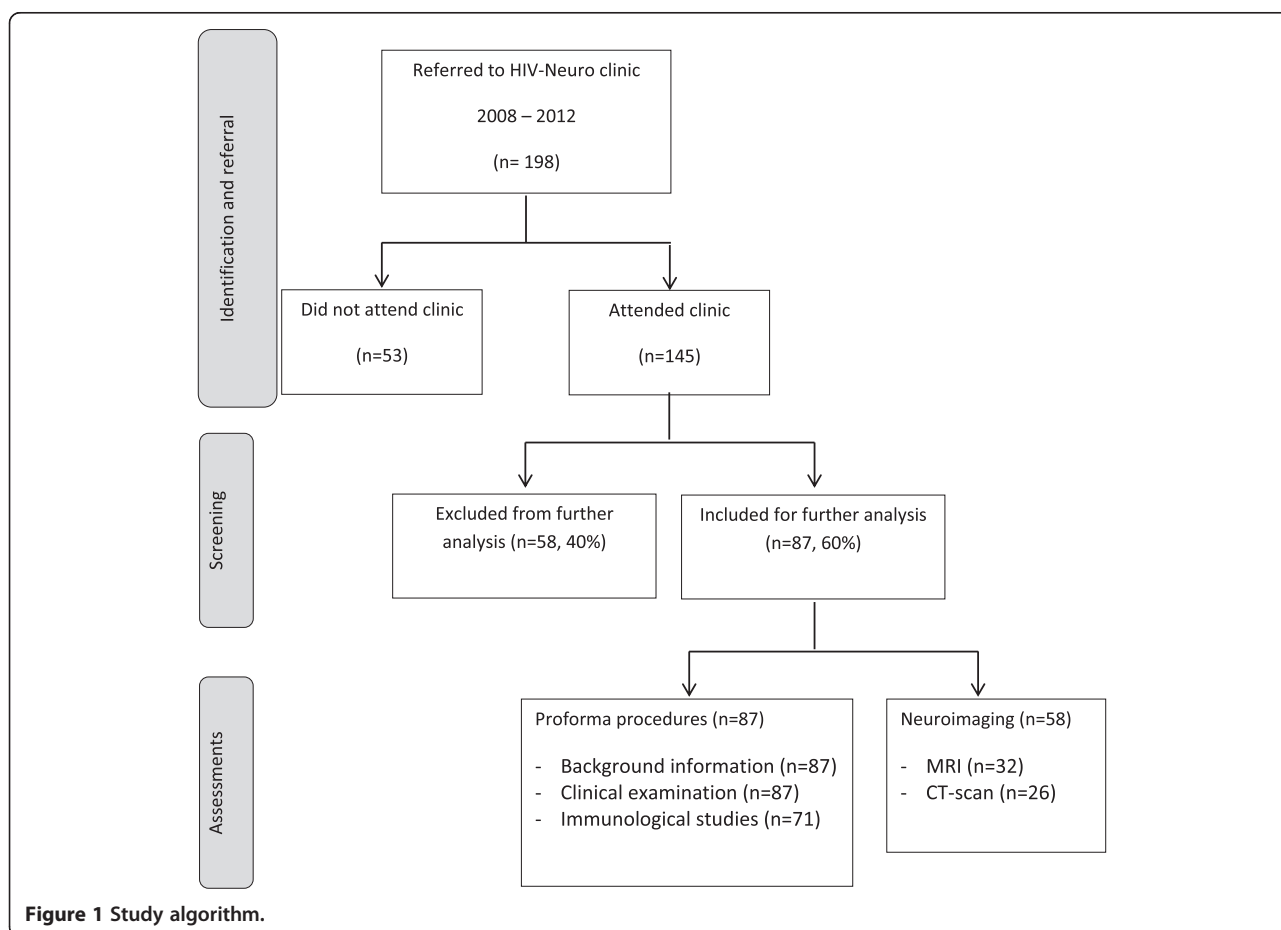 Identification and referral
Referred to HIV-Neuro clinic
2008 – 2012
(n= 198)
Did not attend clinic
(n=53)
Attended clinic
(n=145)
Screening
Excluded from further
analysis (n=58, 40%)
Included for further analysis
(n=87, 60%)
Assessments
Proforma procedures (n=87)
- Background information (n=87)
- Clinical examination (n=87)
- Immunological studies (n=71)
Neuroimaging (n=58)
- MRI (n=32)
- CT-scan (n=26)
Figure 1 Study algorithm.